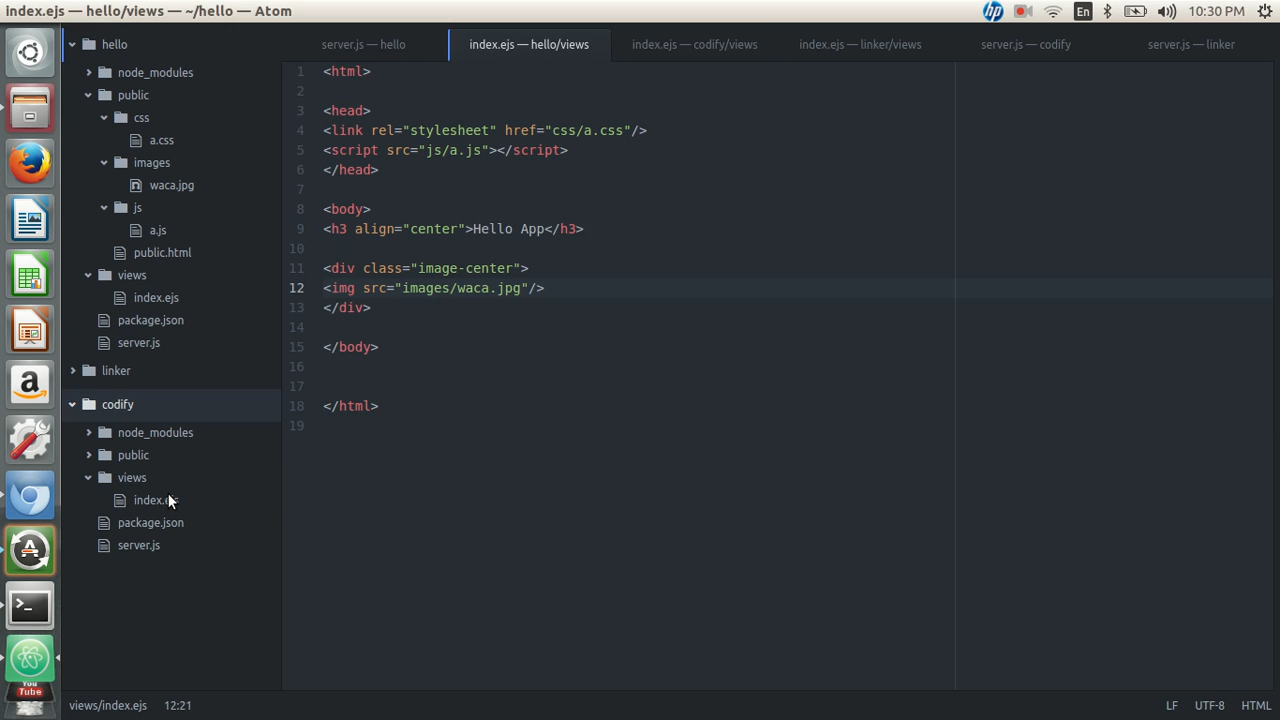 index.ejs — hello/views — ~/hello — Atom
En
10:30 PM
hello
node_modules
public
css
a.css
images
waca.jpg
js
a.js
public.html
views
index.ejs
package.json
server.js
linker
codify
node_modules
public
views
index.ejs
package.json
server.js
server.js — hello
index.ejs — hello/views
index.ejs — codify/views
index.ejs — linker/views
server.js — codify
server.js — linker
1 <html>
2
3 <head>
4 <link rel="stylesheet" href="css/a.css"/>
5 <script src="js/a.js"></script>
6 </head>
7
8 <body>
9 <h3 align="center">Hello App</h3>
10
11 <div class="image-center">
12 <img src="images/waca.jpg"/>
13 </div>
14
15 </body>
16
17
18 </html>
19
views/index.ejs 12:21
LF UTF-8 HTML
hp
a
A
>_
You
Tube